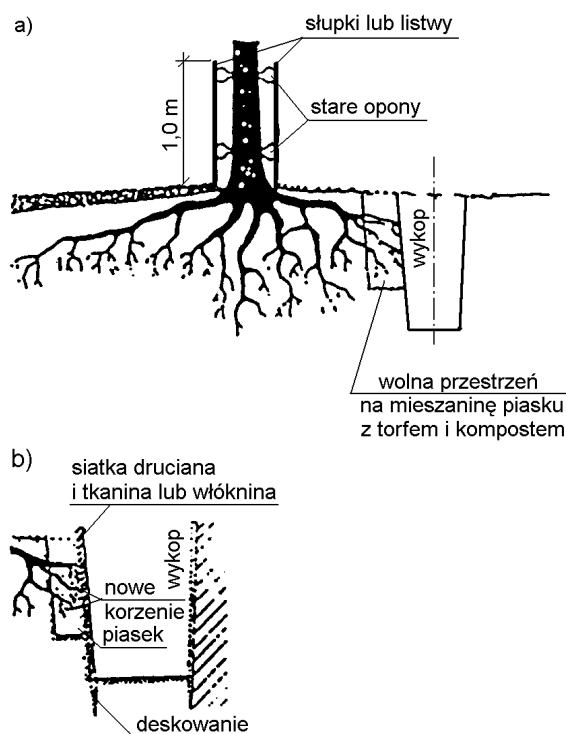 a)
słupki lub listwy
stare opony
1,0 m
wykop
wolna przestrzeń
na mieszaninę piasku
z torfem i kompostem
b)
siatka druciana
i tkanina lub włóknina
wykop
nowe
korzenie
piasek
deskowanie